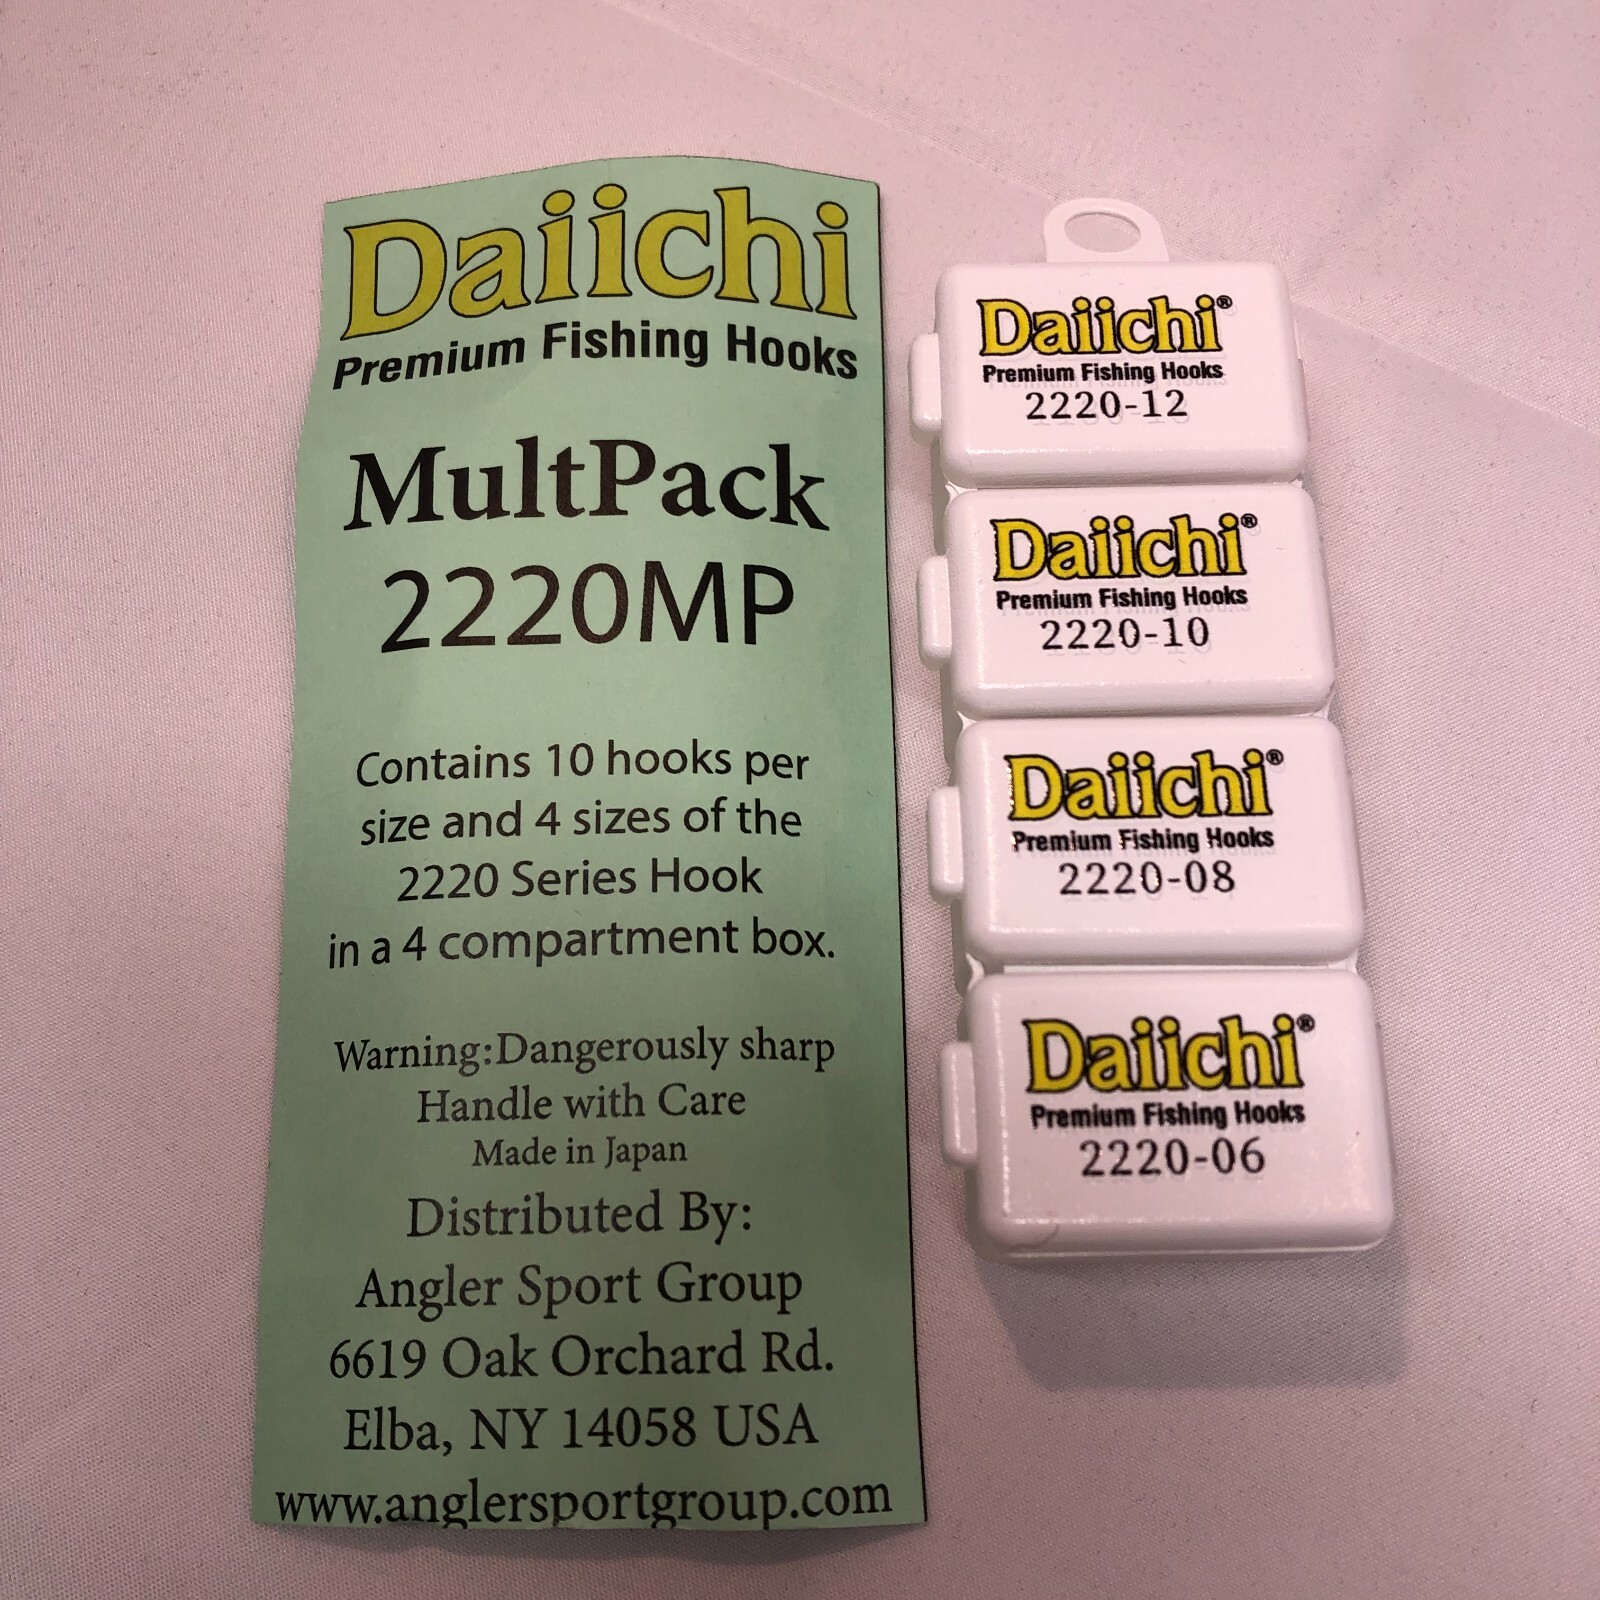 Daiichi
Premium Fishing Hooks
MultPack
2220MP
Contains 10 hooks per
size and 4 sizes of the
2220 Series Hook
in a 4 compartment box.
Warning:Dangerously sharp
Handle with Care
Made in Japan
Distributed By:
Angler Sport Group
6619 Oak Orchard Rd.
Elba, NY 14058 USA
www.anglersportgroup.com
Daiichi®
Premium Fishing Hooks
2220-12
Daiichi®
Premium Fishing Hooks
2220-10
Daiichi®
Premium Fishing Hooks
2220-08
Daiichi®
Premium Fishing Hooks
2220-06